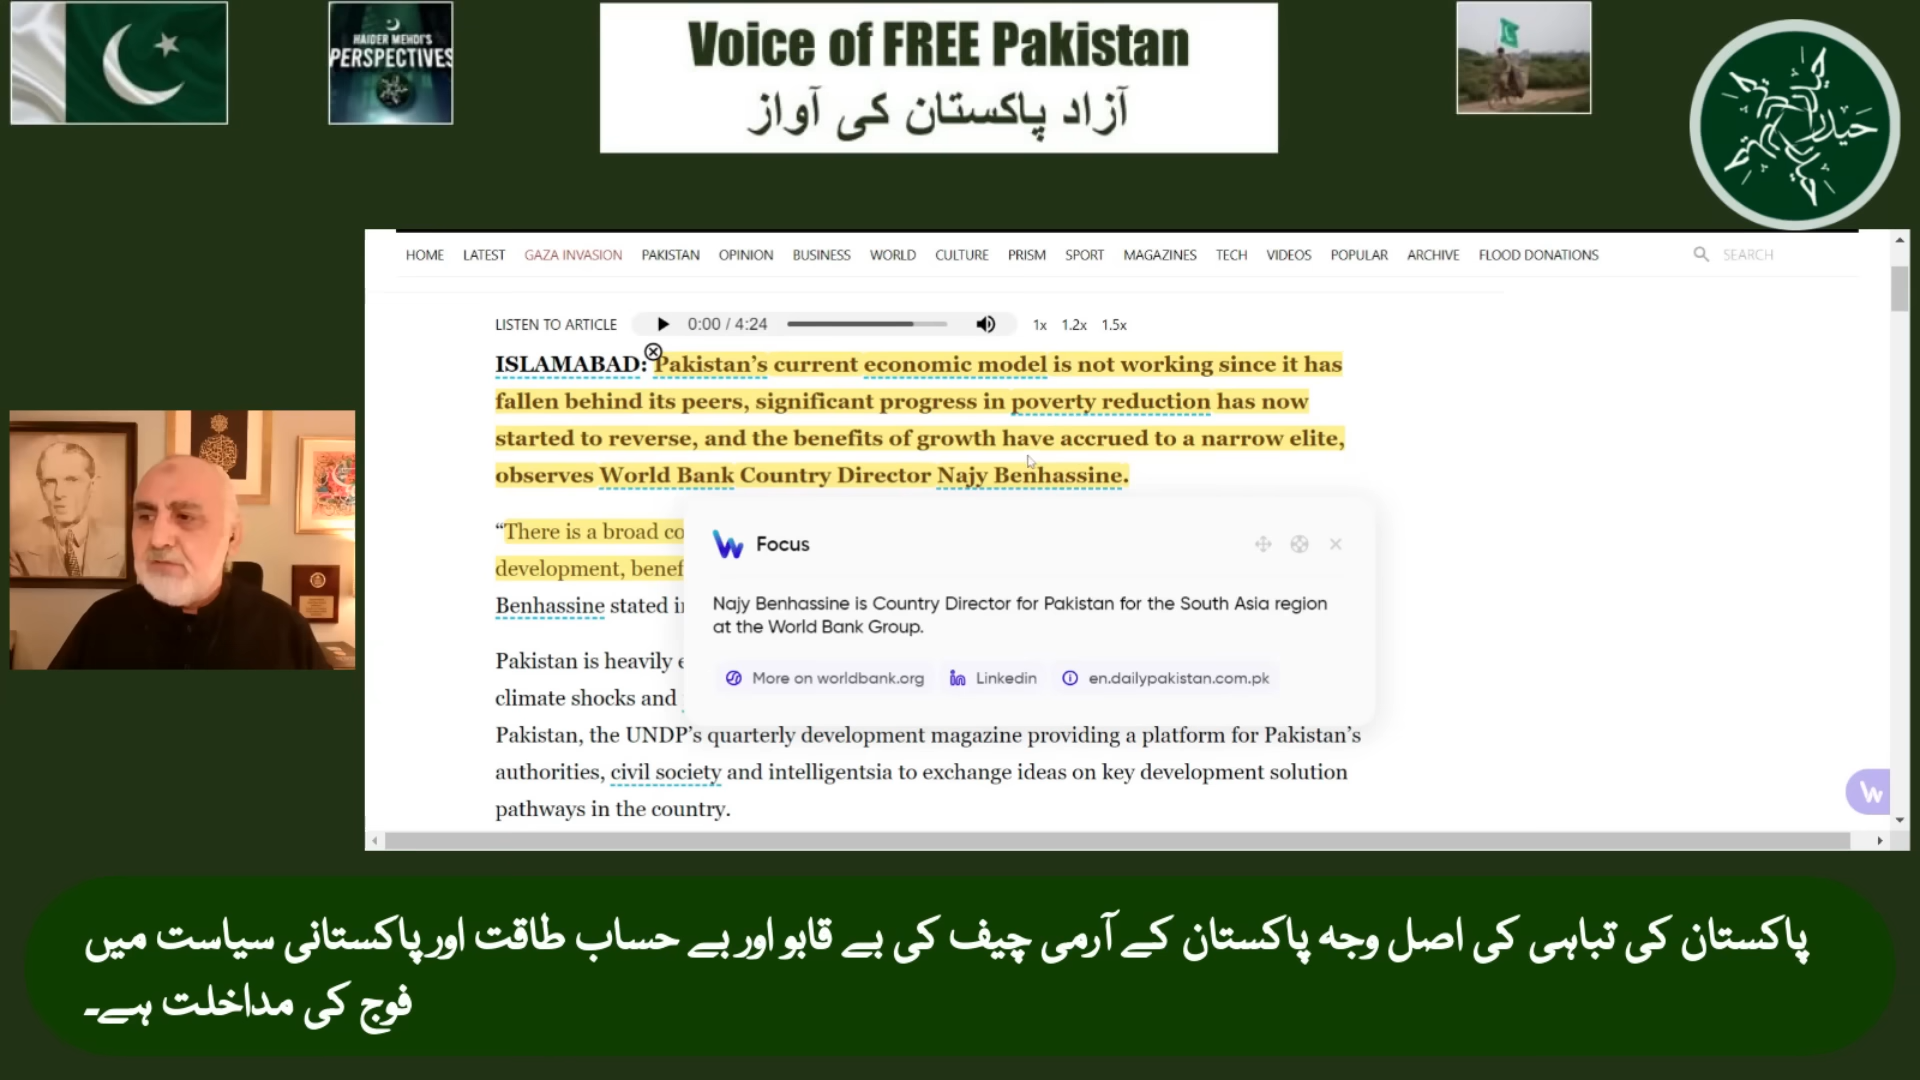 HAIDER MEHDI'S
PERSPECTIVES
Voice of FREE Pakistan
آزاد پاکستان کی آواز
HOME LATEST GAZA INVASION PAKISTAN OPINION BUSINESS WORLD CULTURE PRISM SPORT MAGAZINES TECH VIDEOS POPULAR ARCHIVE FLOOD DONATIONS SEARCH
LISTEN TO ARTICLE 0:00 / 4:24 1x 1.2x 1.5x
ISLAMABAD: Pakistan’s current economic model is not working since it has
fallen behind its peers, significant progress in poverty reduction has now
started to reverse, and the benefits of growth have accrued to a narrow elite,
observes World Bank Country Director Najy Benhassine.
“There is a broad co
development, benef
Benhassine stated i
Pakistan is heavily
climate shocks and
Pakistan, the UNDP’s quarterly development magazine providing a platform for Pakistan’s
authorities, civil society and intelligentsia to exchange ideas on key development solution
pathways in the country.
Focus
Najy Benhassine is Country Director for Pakistan for the South Asia region
at the World Bank Group.
More on worldbank.org Linkedin en.dailypakistan.com.pk
پاکستان کی تباہی کی اصل وجہ پاکستان کے آرمی چیف کی بے قابو اور بے حساب طاقت اور پاکستانی سیاست میں
فوج کی مداخلت ہے۔